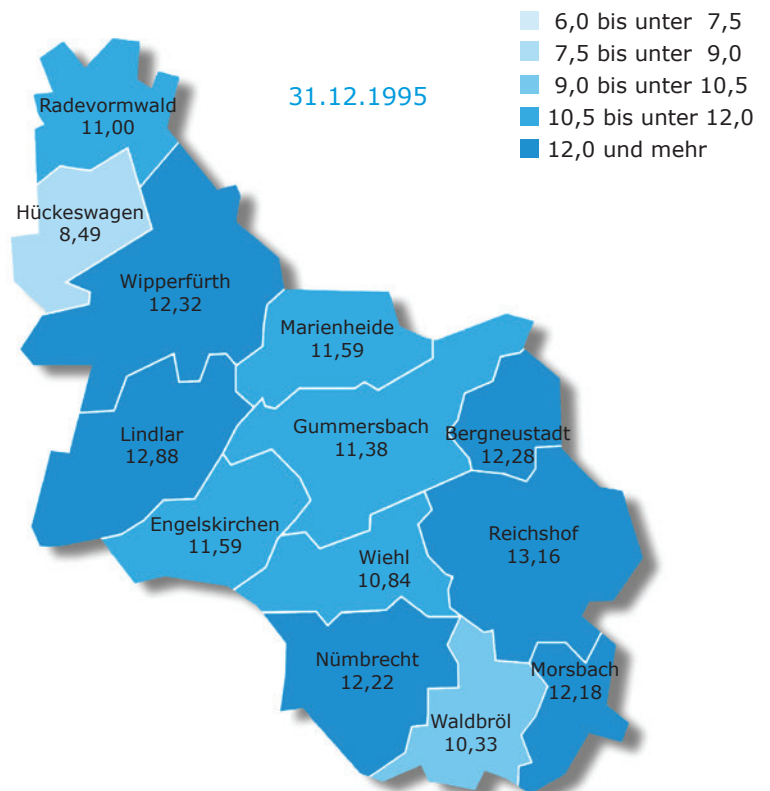 6,0 bis unter 7,5
7,5 bis unter 9,0
9,0 bis unter 10,5
10,5 bis unter 12,0
12,0 und mehr
31.12.1995
Radevormwald
11,00
Hückeswagen
8,49
Wipperfürth
12,32
Marienheide
11,59
Lindlar
12,88
Gummersbach
11,38
Bergneustadt
12,28
Engelskirchen
11,59
Wiehl
10,84
Reichshof
13,16
Nümbrecht
12,22
Waldbröl
10,33
Morsbach
12,18